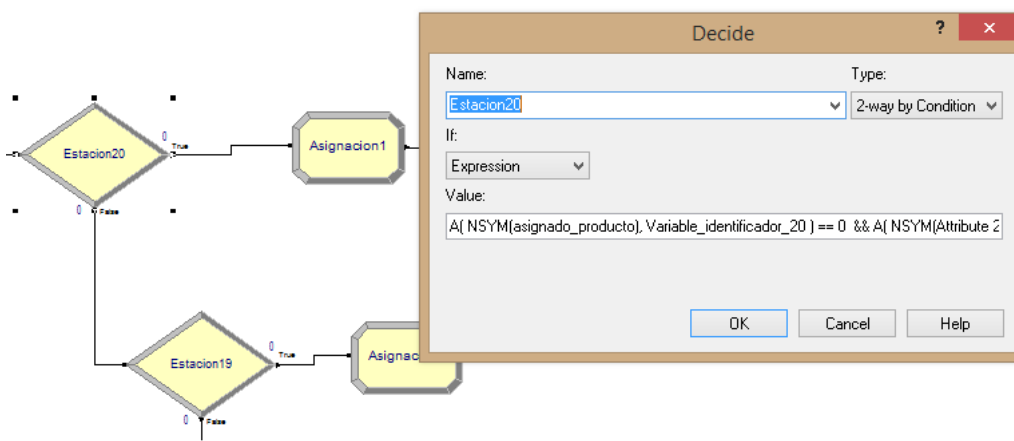 Decide
?
×
Name:
Type:
Estacion20
2-way by Condition
If:
Expression
Value:
A( NSYM(asignado_producto), Variable_identificador_20 ) == 0 && A( NSYM(Attribute 2
OK
Cancel
Help
Estacion20
0
True
0
False
Asignacion1
Estacion19
0
True
0
False
Asignac